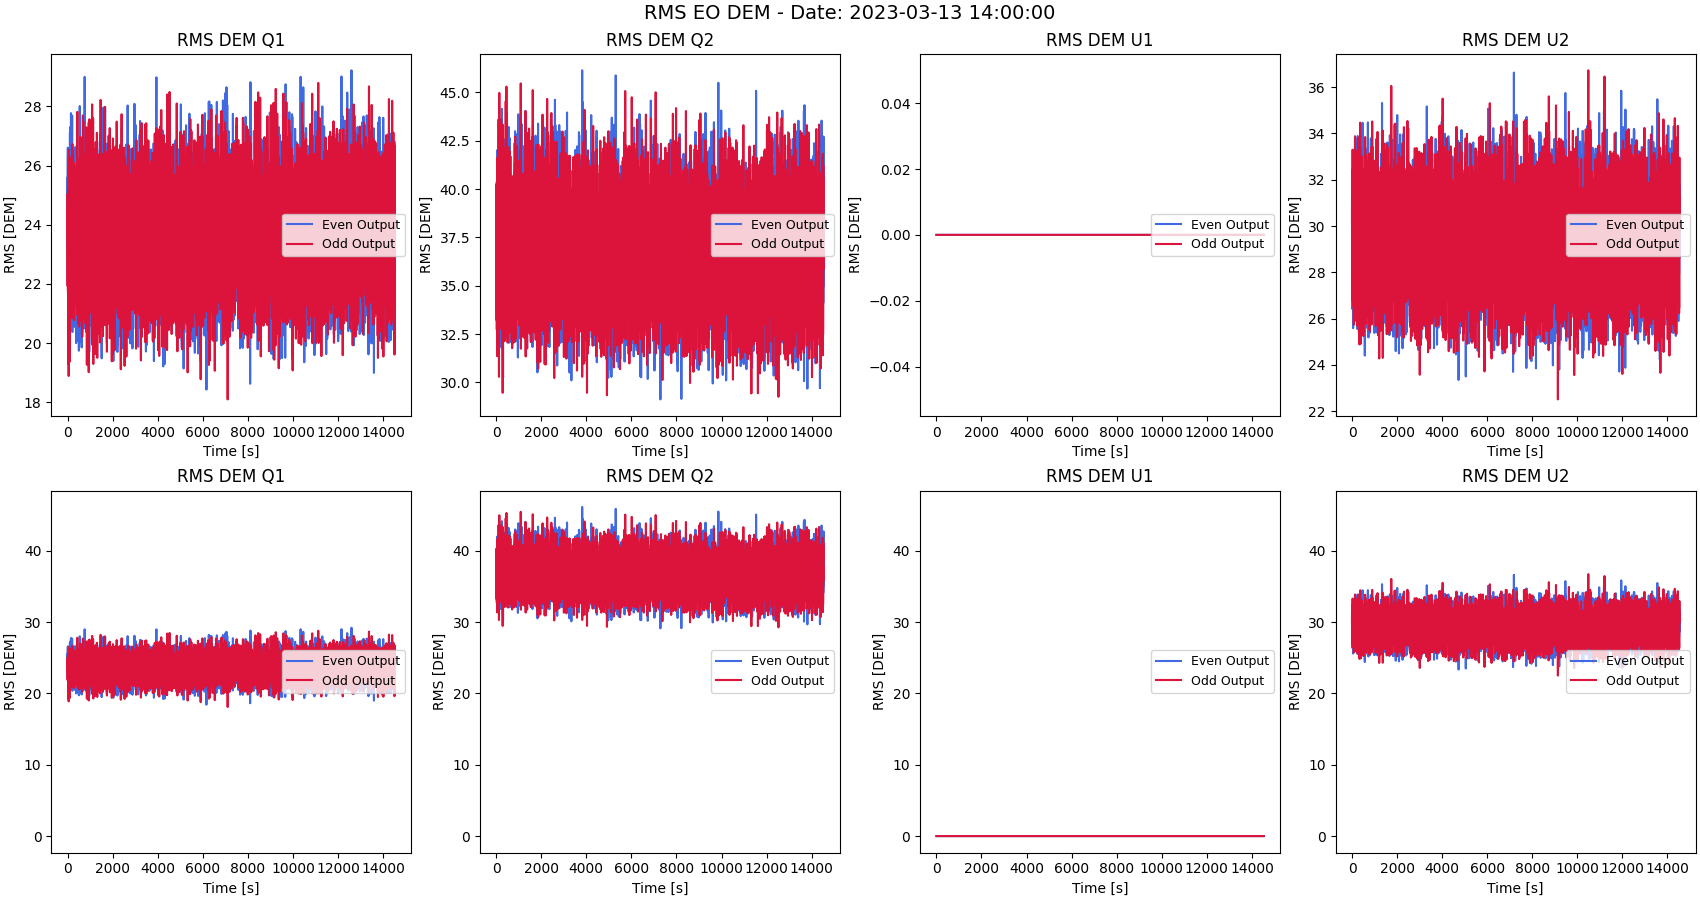 RMS EO DEM - Date: 2023-03-13 14:00:00
RMS DEM Q1
RMS [DEM]
28
26
24
22
20
18
Even Output
Odd Output
0 2000 4000 6000 8000 10000 12000 14000
Time [s]
RMS DEM Q2
RMS [DEM]
45.0
42.5
40.0
37.5
35.0
32.5
30.0
Even Output
Odd Output
0 2000 4000 6000 8000 10000 12000 14000
Time [s]
RMS DEM U1
RMS [DEM]
0.04
0.02
0.00
−0.02
−0.04
Even Output
Odd Output
0 2000 4000 6000 8000 10000 12000 14000
Time [s]
RMS DEM U2
RMS [DEM]
36
34
32
30
28
26
24
22
Even Output
Odd Output
0 2000 4000 6000 8000 10000 12000 14000
Time [s]
RMS DEM Q1
RMS [DEM]
40
30
20
10
0
Even Output
Odd Output
0 2000 4000 6000 8000 10000 12000 14000
Time [s]
RMS DEM Q2
RMS [DEM]
40
30
20
10
0
Even Output
Odd Output
0 2000 4000 6000 8000 10000 12000 14000
Time [s]
RMS DEM U1
RMS [DEM]
40
30
20
10
0
Even Output
Odd Output
0 2000 4000 6000 8000 10000 12000 14000
Time [s]
RMS DEM U2
RMS [DEM]
40
30
20
10
0
Even Output
Odd Output
0 2000 4000 6000 8000 10000 12000 14000
Time [s]